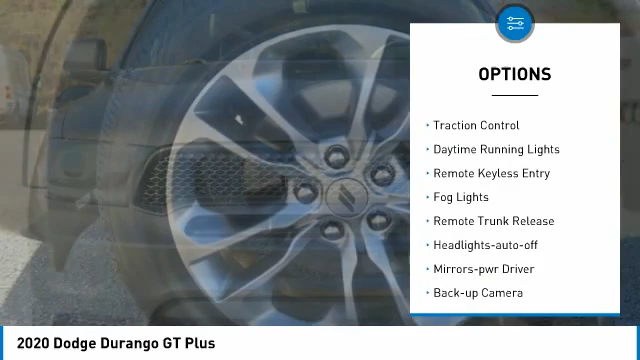 OPTIONS
Traction Control
Daytime Running Lights
Remote Keyless Entry
Fog Lights
Remote Trunk Release
Headlights-auto-off
Mirrors-pwr Driver
Back-up Camera
2020 Dodge Durango GT Plus